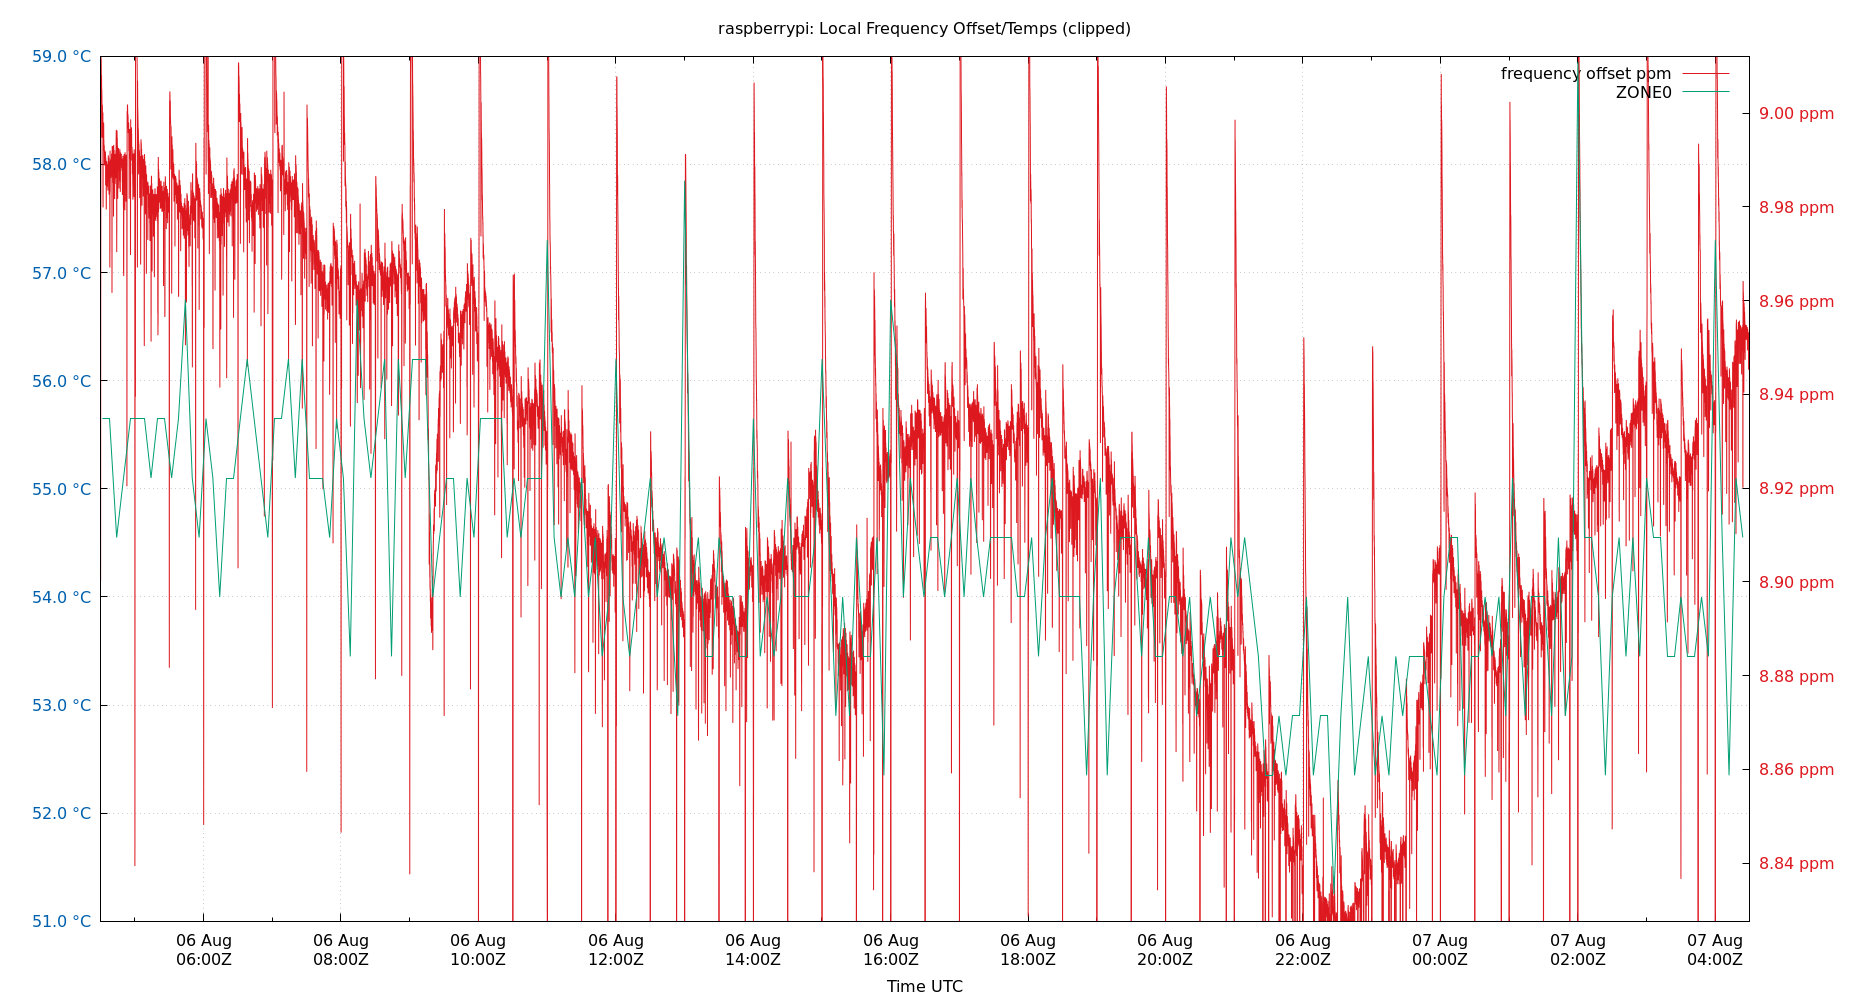 raspberrypi: Local Frequency Offset/Temps (clipped)
frequency offset ppm
ZONE0
59.0 °C
58.0 °C
57.0 °C
56.0 °C
55.0 °C
54.0 °C
53.0 °C
52.0 °C
51.0 °C
9.00 ppm
8.98 ppm
8.96 ppm
8.94 ppm
8.92 ppm
8.90 ppm
8.88 ppm
8.86 ppm
8.84 ppm
06 Aug 06 Aug 06 Aug 06 Aug 06 Aug 06 Aug 06 Aug 06 Aug 06 Aug 07 Aug 07 Aug 07 Aug
06:00Z 08:00Z 10:00Z 12:00Z 14:00Z 16:00Z 18:00Z 20:00Z 22:00Z 00:00Z 02:00Z 04:00Z
Time UTC